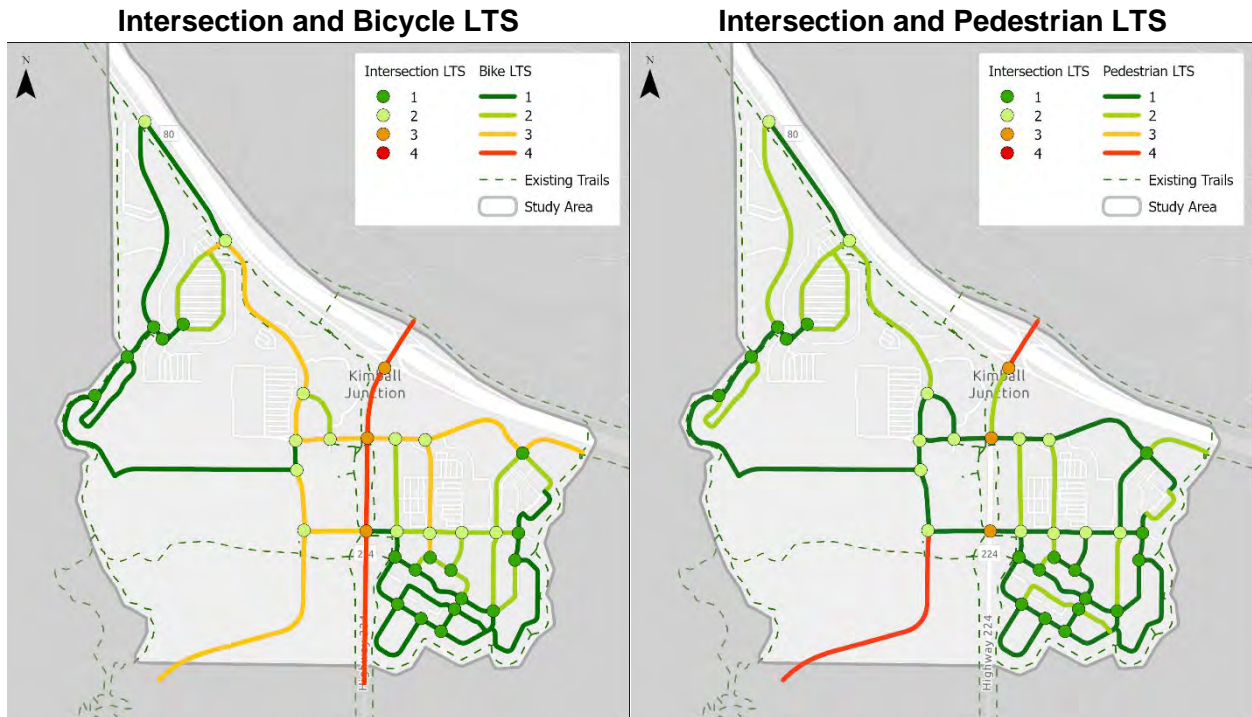 Intersection and Bicycle LTS
Intersection and Pedestrian LTS
N
80
Intersection LTS
Bike LTS
1
1
2
2
3
3
4
4
Existing Trails
Study Area
Kimball
Junction
224
Highway 224
N
80
Intersection LTS
Pedestrian LTS
1
1
2
2
3
3
4
4
Existing Trails
Study Area
Kimball
Junction
224
Highway 224